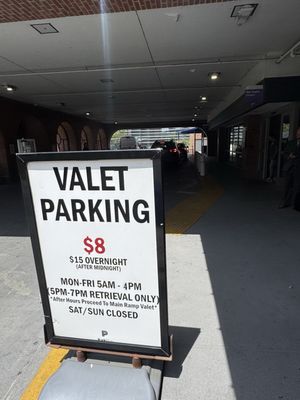 VALET
PARKING
$8
$15 OVERNIGHT
(AFTER MIDNIGHT)
MON-FRI 5AM - 4PM
(5PM-7PM RETRIEVAL ONLY)
*After Hours Proceed To Main Ramp Valet*
SAT/SUN CLOSED
P